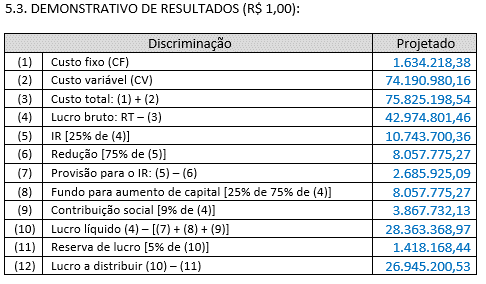 5.3. DEMONSTRATIVO DE RESULTADOS (R$ 1,00):
Discriminação Projetado
(1) Custo fixo (CF) 1.634.218,38
(2) Custo variável (CV) 74.190.980,16
(3) Custo total: (1) + (2) 75.825.198,54
(4) Lucro bruto: RT – (3) 42.974.801,46
(5) IR [25% de (4)] 10.743.700,36
(6) Redução [75% de (5)] 8.057.775,27
(7) Provisão para o IR: (5) – (6) 2.685.925,09
(8) Fundo para aumento de capital [25% de 75% de (4)] 8.057.775,27
(9) Contribuição social [9% de (4)] 3.867.732,13
(10) Lucro líquido (4) – [(7) + (8) + (9)] 28.363.368,97
(11) Reserva de lucro [5% de (10)] 1.418.168,44
(12) Lucro a distribuir (10) – (11) 26.945.200,53